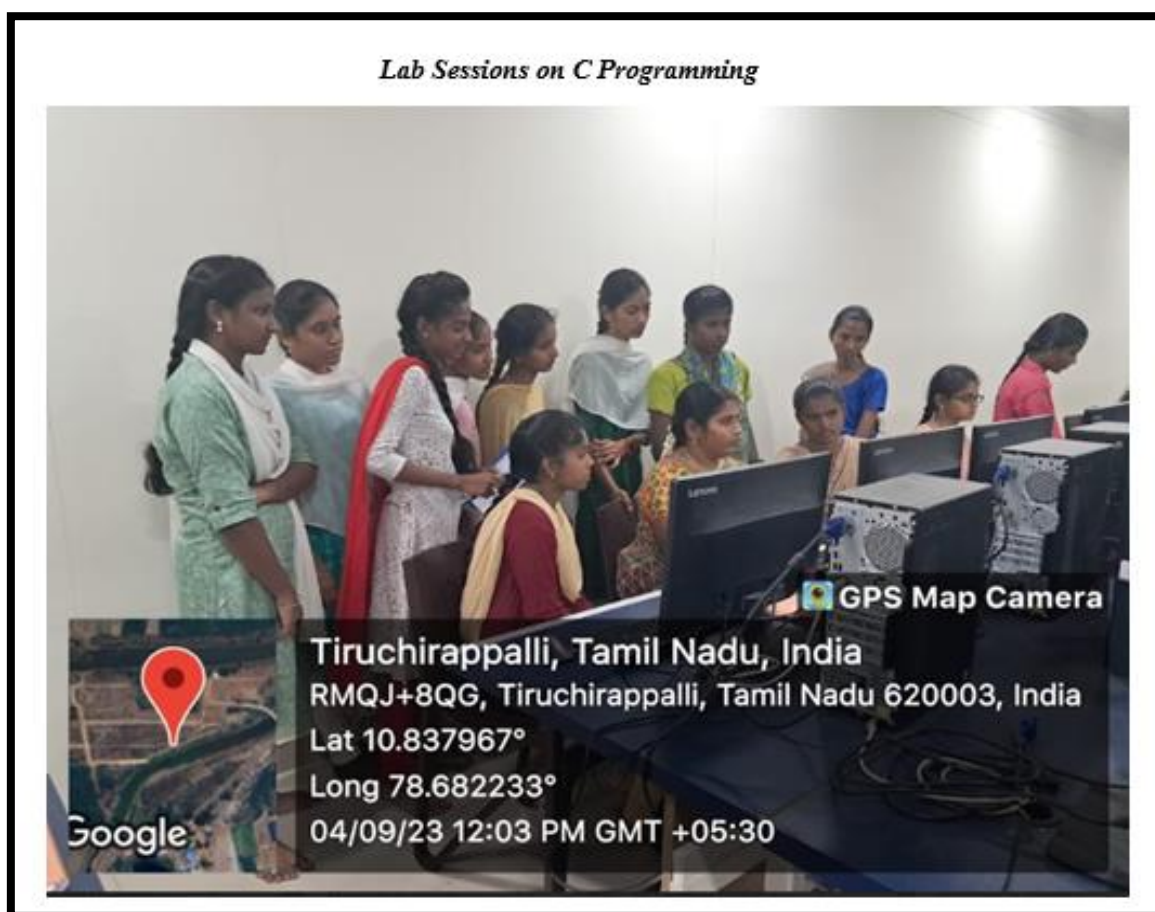 Lab Sessions on C Programming
Lenovo
GPS Map Camera
Tiruchirappalli, Tamil Nadu, India
RMQJ+8QG, Tiruchirappalli, Tamil Nadu 620003, India
Lat 10.837967°
Long 78.682233°
04/09/23 12:03 PM GMT +05:30
Google